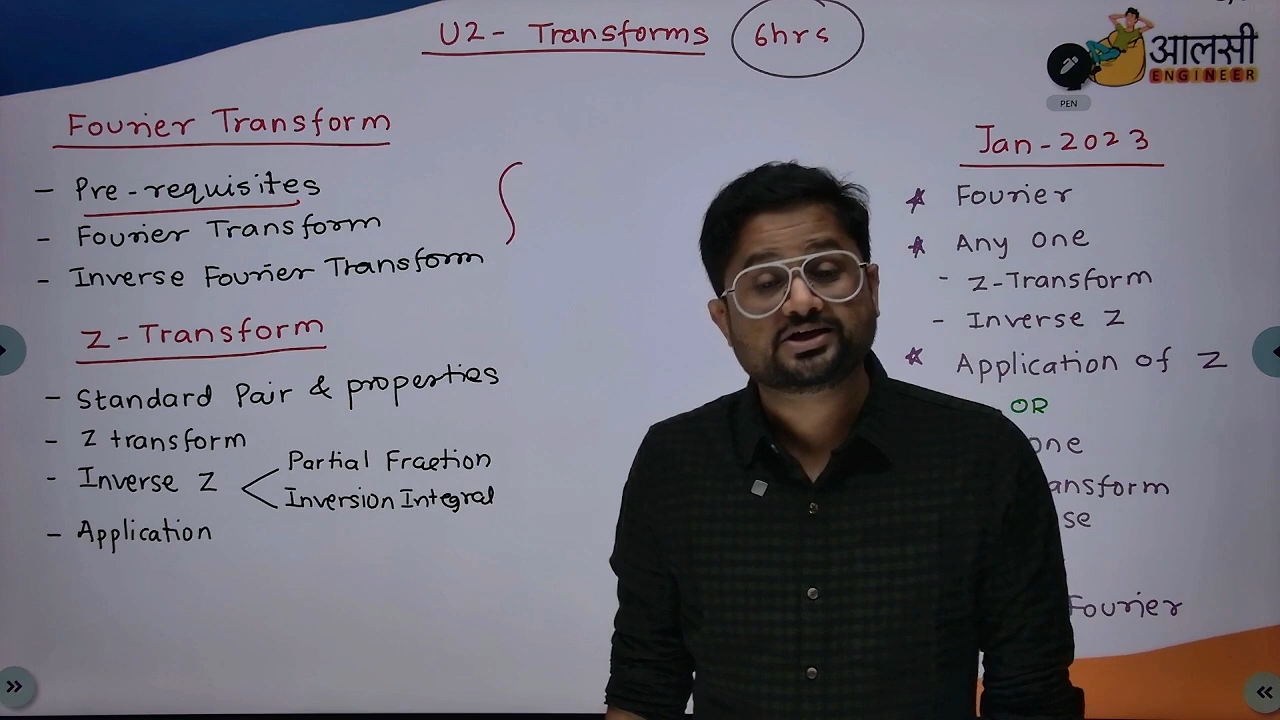 U2- Transforms 6hrs
आलसी
ENGINEER
PEN
Fourier Transform
- Pre-requisites
- Fourier Transform
- Inverse Fourier Transform
Z-Transform
- Standard Pair & properties
- Z transform
- Inverse Z < Partial Fraction
Inversion Integral
- Application
Jan-2023
* Fourier
* Any one
- Z-Transform
- Inverse Z
* Application of Z
OR
one
ansform
se
Fourier